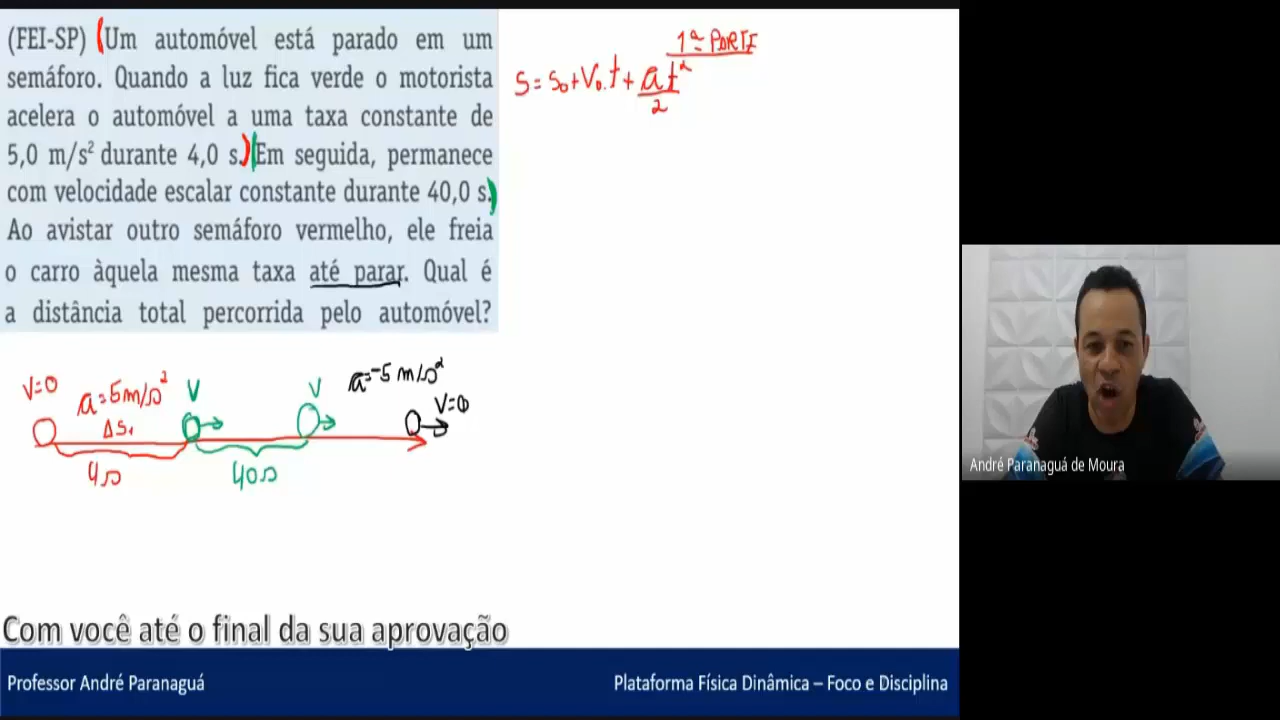 (FEI-SP) (Um automóvel está parado em um
semáforo. Quando a luz fica verde o motorista
acelera o automóvel a uma taxa constante de
5,0 m/s² durante 4,0 s.) (Em seguida, permanece
com velocidade escalar constante durante 40,0 s.)
Ao avistar outro semáforo vermelho, ele freia
o carro àquela mesma taxa até parar. Qual é
a distância total percorrida pelo automóvel?
1ª PARTE
S = S₀ + V₀.t + at²/2
V=0
a=5m/s²
V
V
a=-5 m/s²
V=0
ΔS₁
4s
40s
André Paranaguá de Moura
Com você até o final da sua aprovação
Professor André Paranaguá
Plataforma Física Dinâmica – Foco e Disciplina